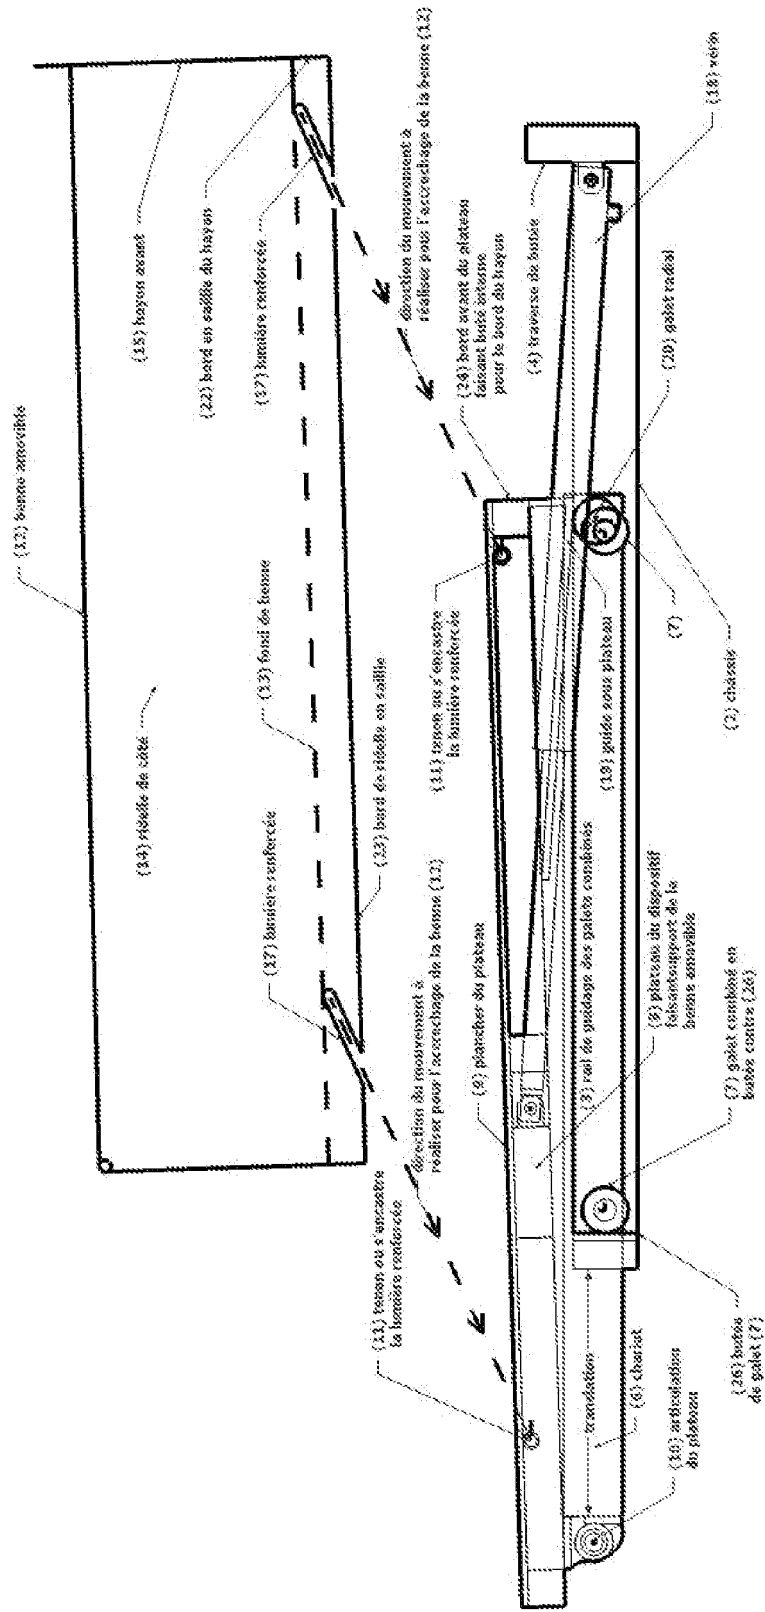 (12) benne amovible
(15) hayon avant
(22) bord en saillie du hayon
(17) lumière renforcée
direction du mouvement à
réaliser pour l'accrochage de la benne (12)
(24) bord avant du plateau
faisant buté interne
pour le bord du hayon
(4) traverse de butée
(18) vérin
(14) ridelle de côté
(13) fond de benne
(17) lumière renforcée
(23) bord de ridelle en saillie
(11) tenon ou s'encastre
la lumière renforcée
(20) galet radial
(7)
(19) guide sous plateau
(2) châssis
direction du mouvement à
réaliser pour l'accrochage de la benne (12)
(9) plancher du plateau
(3) rail de guidage des galets combinés
(8) plateau du dispositif
faisant support de la
benne amovible
(7) galet combiné en
butée contre (26)
(11) tenon ou s'encastre
la lumière renforcée
translation
(6) chariot
(10) articulation
du plateau
(26) butée
de galet (7)